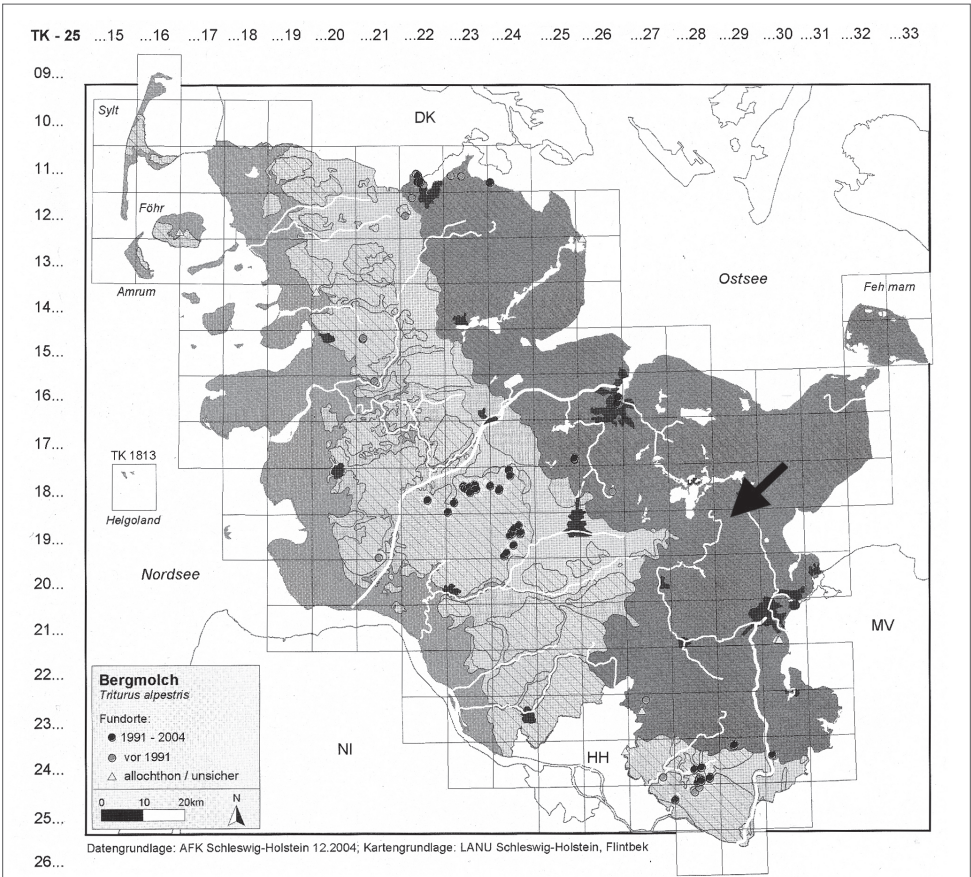 TK - 25 ...15 ...16 ...17 ...18 ...19 ...20 ...21 ...22 ...23 ...24 ...25 ...26 ...27 ...28 ...29 ...30 ...31 ...32 ...33
09...
10...
11...
12...
13...
14...
15...
16...
17...
18...
19...
20...
21...
22...
23...
24...
25...
26...
Sylt
DK
Föhr
Amrum
Ostsee
Fehmarn
TK 1813
Helgoland
Nordsee
MV
NI
HH
Bergmolch
Triturus alpestris
Fundorte:
1991 - 2004
vor 1991
allochthon / unsicher
0 10 20km
N
Datengrundlage: AFK Schleswig-Holstein 12.2004; Kartengrundlage: LANU Schleswig-Holstein, Flintbek